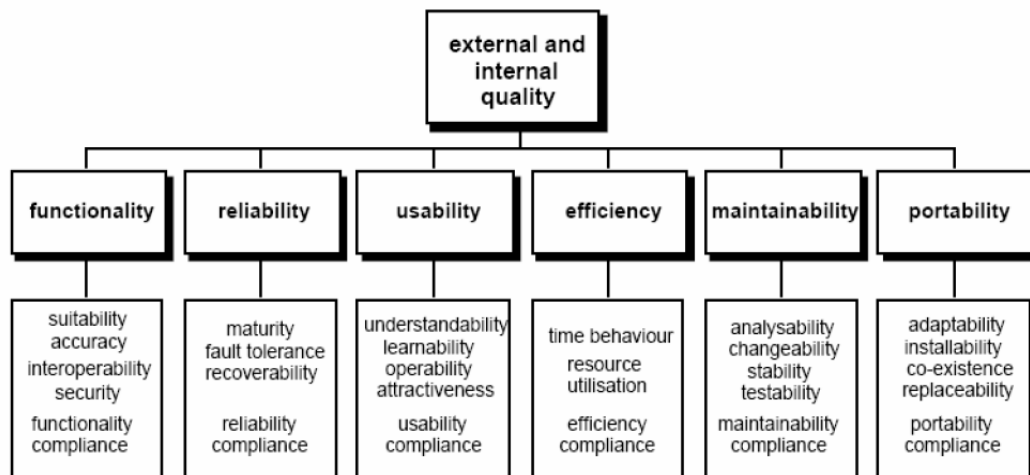 external and
internal
quality
functionality
reliability
usability
efficiency
maintainability
portability
suitability
accuracy
interoperability
security
functionality
compliance
maturity
fault tolerance
recoverability
reliability
compliance
understandability
learnability
operability
attractiveness
usability
compliance
time behaviour
resource
utilisation
efficiency
compliance
analysability
changeability
stability
testability
maintainability
compliance
adaptability
installability
co-existence
replaceability
portability
compliance